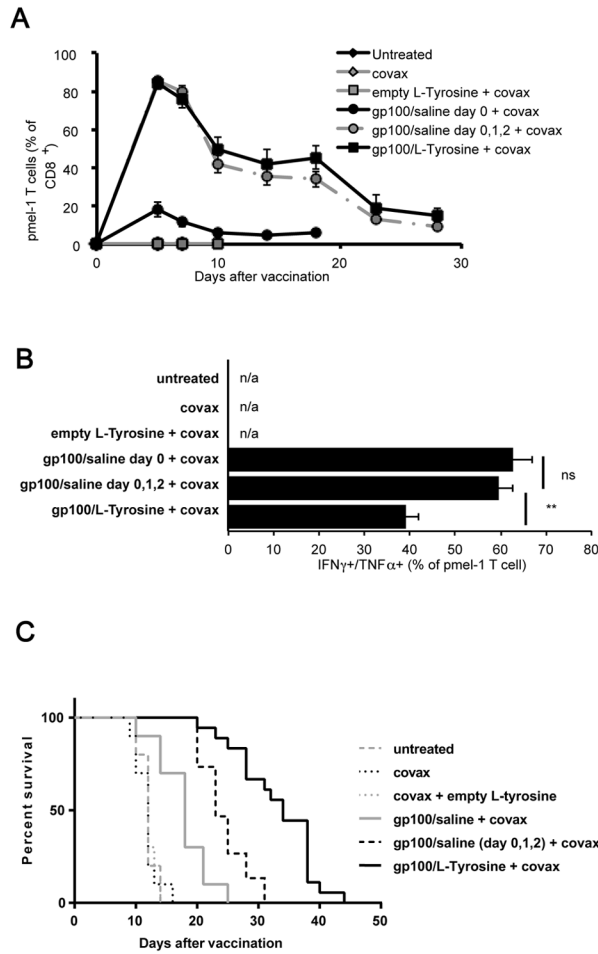 A
100
80
60
40
20
0
pmel-1 T cells (% of
CD8 +)
0
10
20
30
Days after vaccination
Untreated
covax
empty L-Tyrosine + covax
gp100/saline day 0 + covax
gp100/saline day 0,1,2 + covax
gp100/L-Tyrosine + covax
B
untreated n/a
covax n/a
empty L-Tyrosine + covax n/a
gp100/saline day 0 + covax
gp100/saline day 0,1,2 + covax
gp100/L-Tyrosine + covax
ns
**
0 10 20 30 40 50 60 70 80
IFNγ+/TNFα+ (% of pmel-1 T cell)
C
100
50
0
Percent survival
0 10 20 30 40 50
Days after vaccination
untreated
covax
covax + empty L-tyrosine
gp100/saline + covax
gp100/saline (day 0,1,2) + covax
gp100/L-Tyrosine + covax